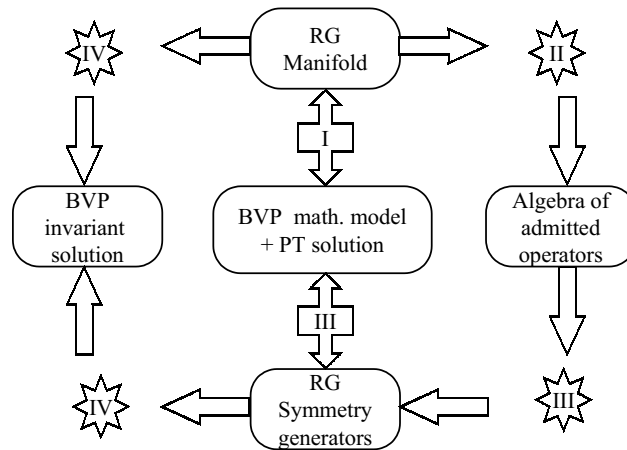 RG
Manifold
IV
II
I
BVP
invariant
solution
BVP math. model
+ PT solution
Algebra of
admitted
operators
III
RG
Symmetry
generators
IV
III